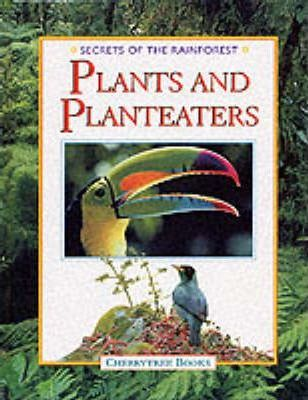 SECRETS OF THE RAINFOREST
PLANTS AND
PLANTEATERS
CHERRYTREE BOOKS